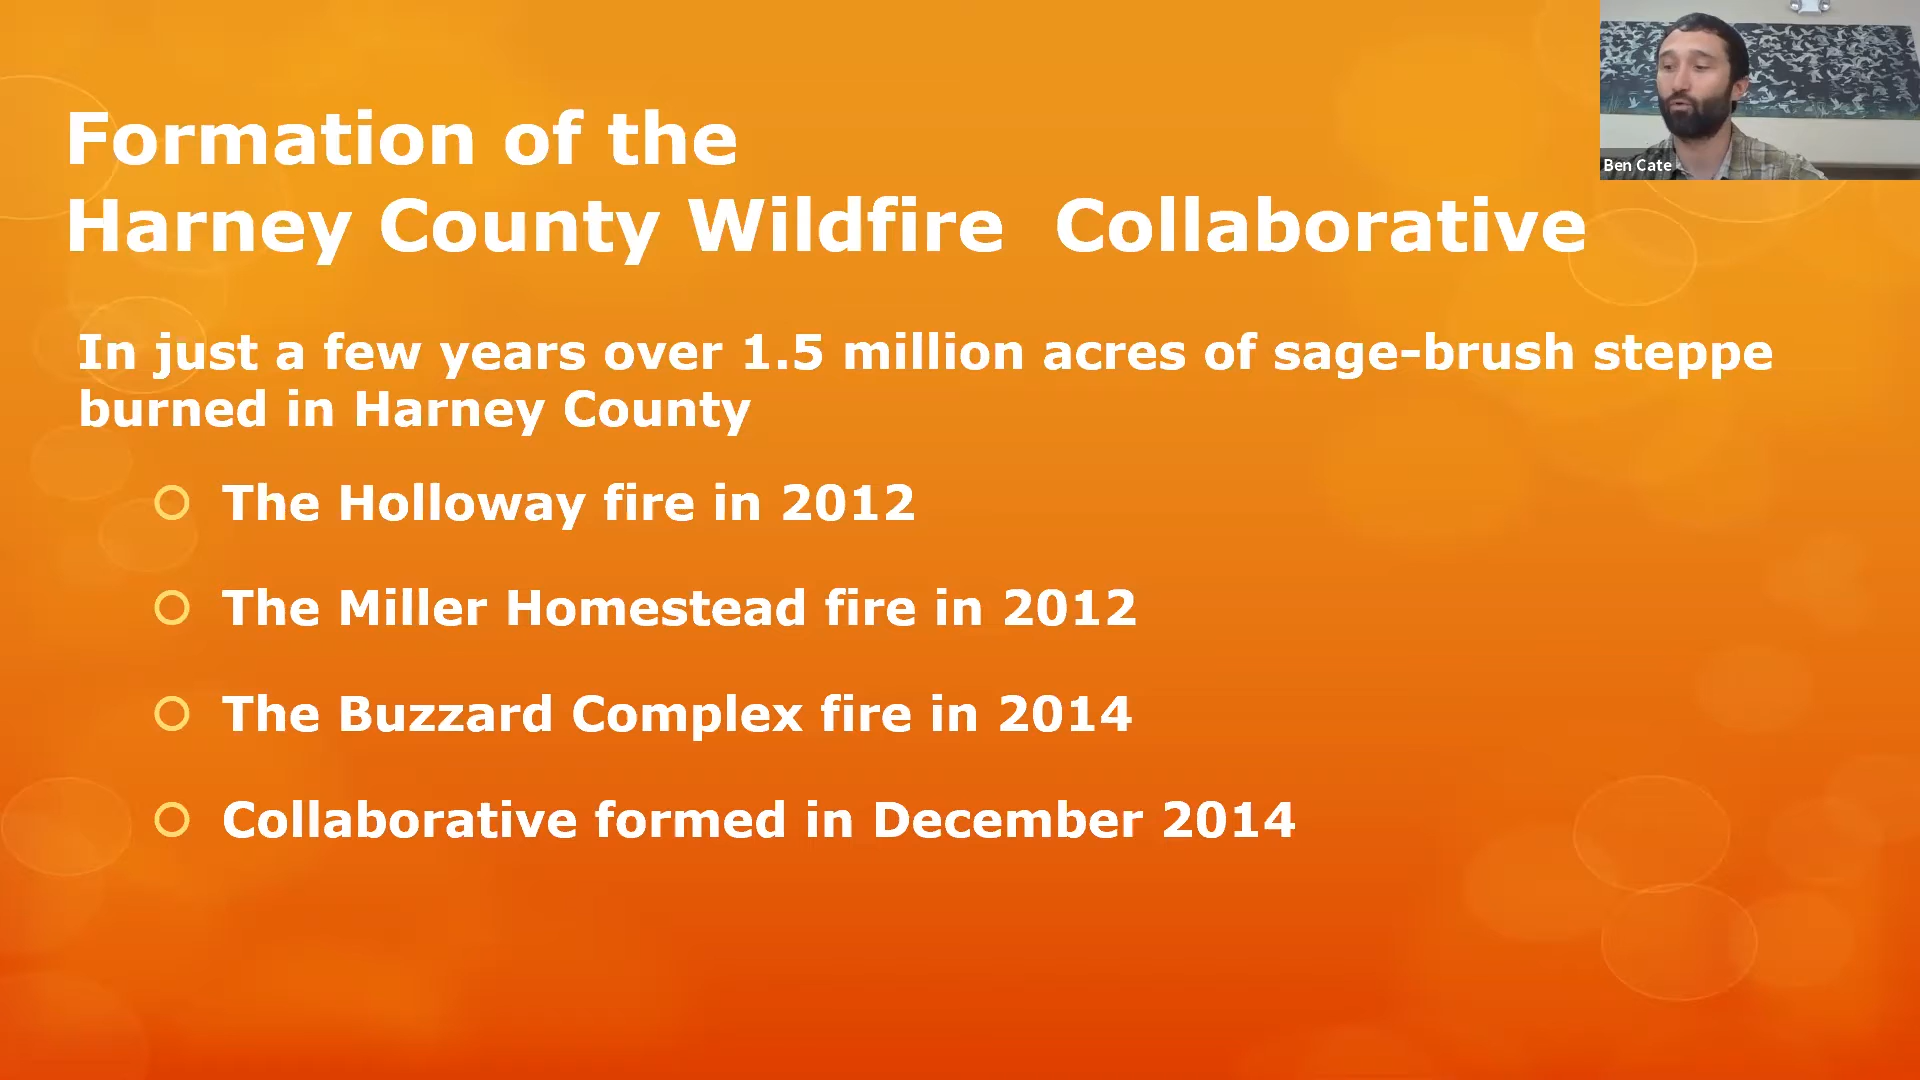 Ben Cate
Formation of the
Harney County Wildfire  Collaborative
In just a few years over 1.5 million acres of sage-brush steppe
burned in Harney County
The Holloway fire in 2012
The Miller Homestead fire in 2012
The Buzzard Complex fire in 2014
Collaborative formed in December 2014